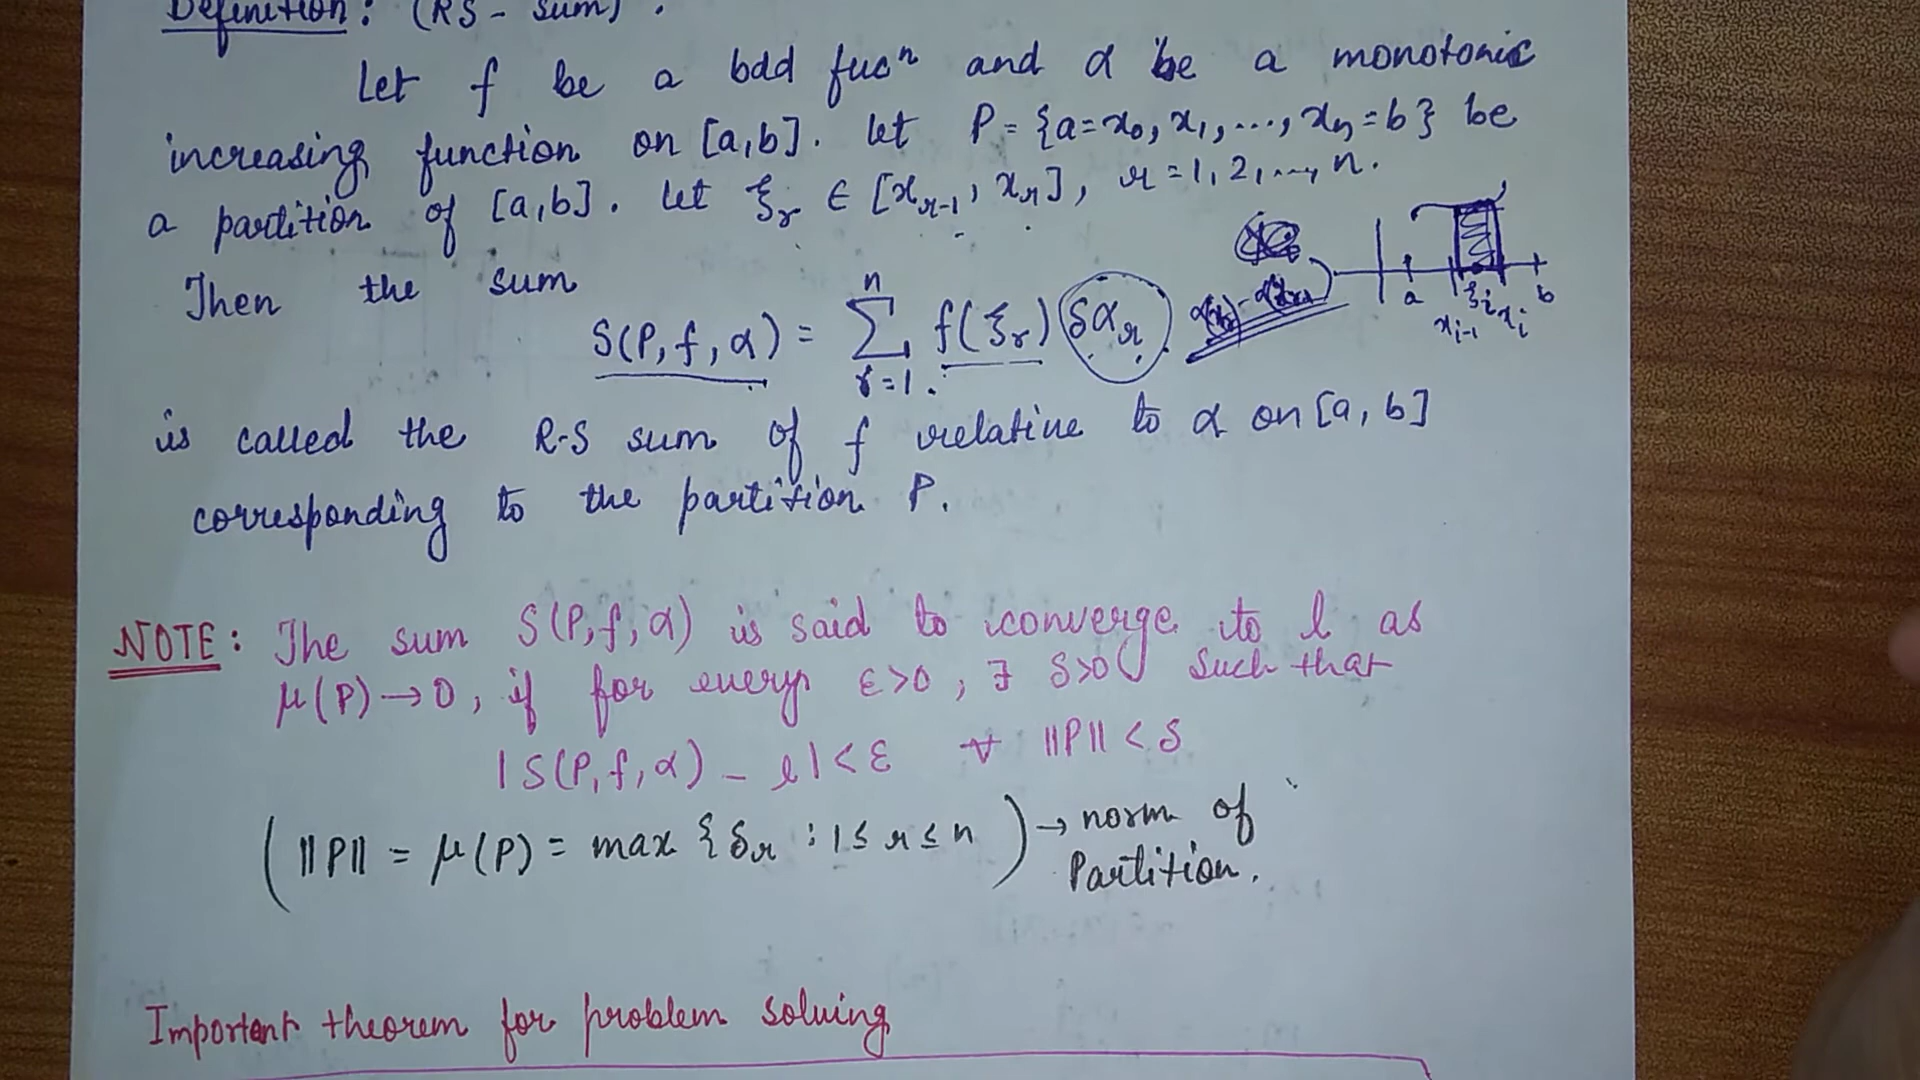 Definition: (RS - sum).
Let f be a bdd fucⁿ and α be a monotonic
increasing function on [a,b]. Let P = {a=x₀, x₁, ..., xₙ=b} be
a partition of [a,b]. Let ξᵣ ∈ [xᵣ₋₁, xᵣ], r=1,2,...,n.
Then the sum
S(P, f, α) = Σ f(ξᵣ) δαᵣ
n
r=1.
a
ξi
b
xi-1
xi
is called the R-S sum of f relative to α on [a, b]
corresponding to the partition P.
NOTE: The sum S(P,f,α) is said to converge to l as
μ(P)→0, if for every ε>0, ∃ δ>0 such that
|S(P,f,α) - l| < ε ∀ ||P|| < δ
(||P|| = μ(P) = max {δᵣ : 1≤ r ≤ n) → norm of
Partition.
Important theorem for problem solving